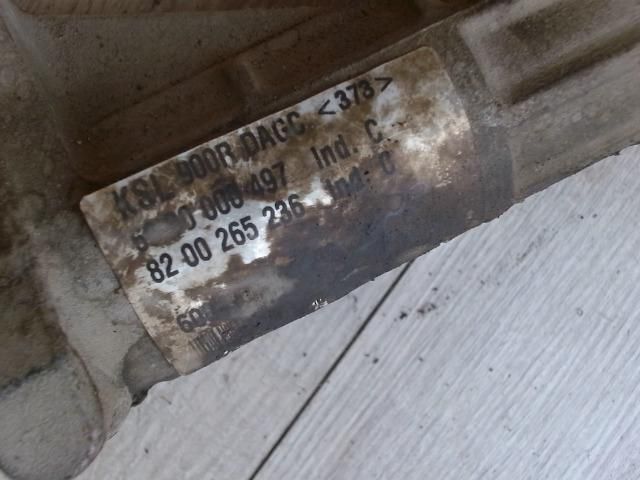 KSL 900R DAGC <373>
000 497 Ind. C
82 00 265 236 Ind. C